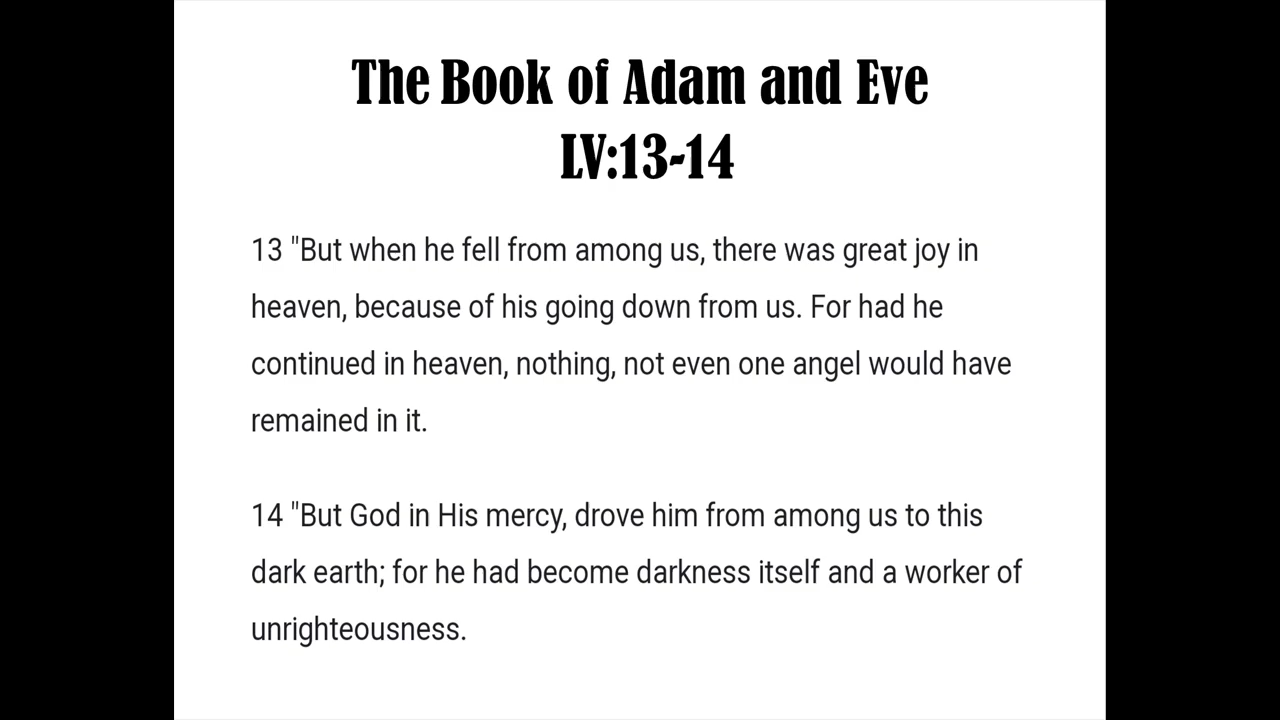 The Book of Adam and Eve
LV:13-14
13 "But when he fell from among us, there was great joy in
heaven, because of his going down from us. For had he
continued in heaven, nothing, not even one angel would have
remained in it.
14 "But God in His mercy, drove him from among us to this
dark earth; for he had become darkness itself and a worker of
unrighteousness.